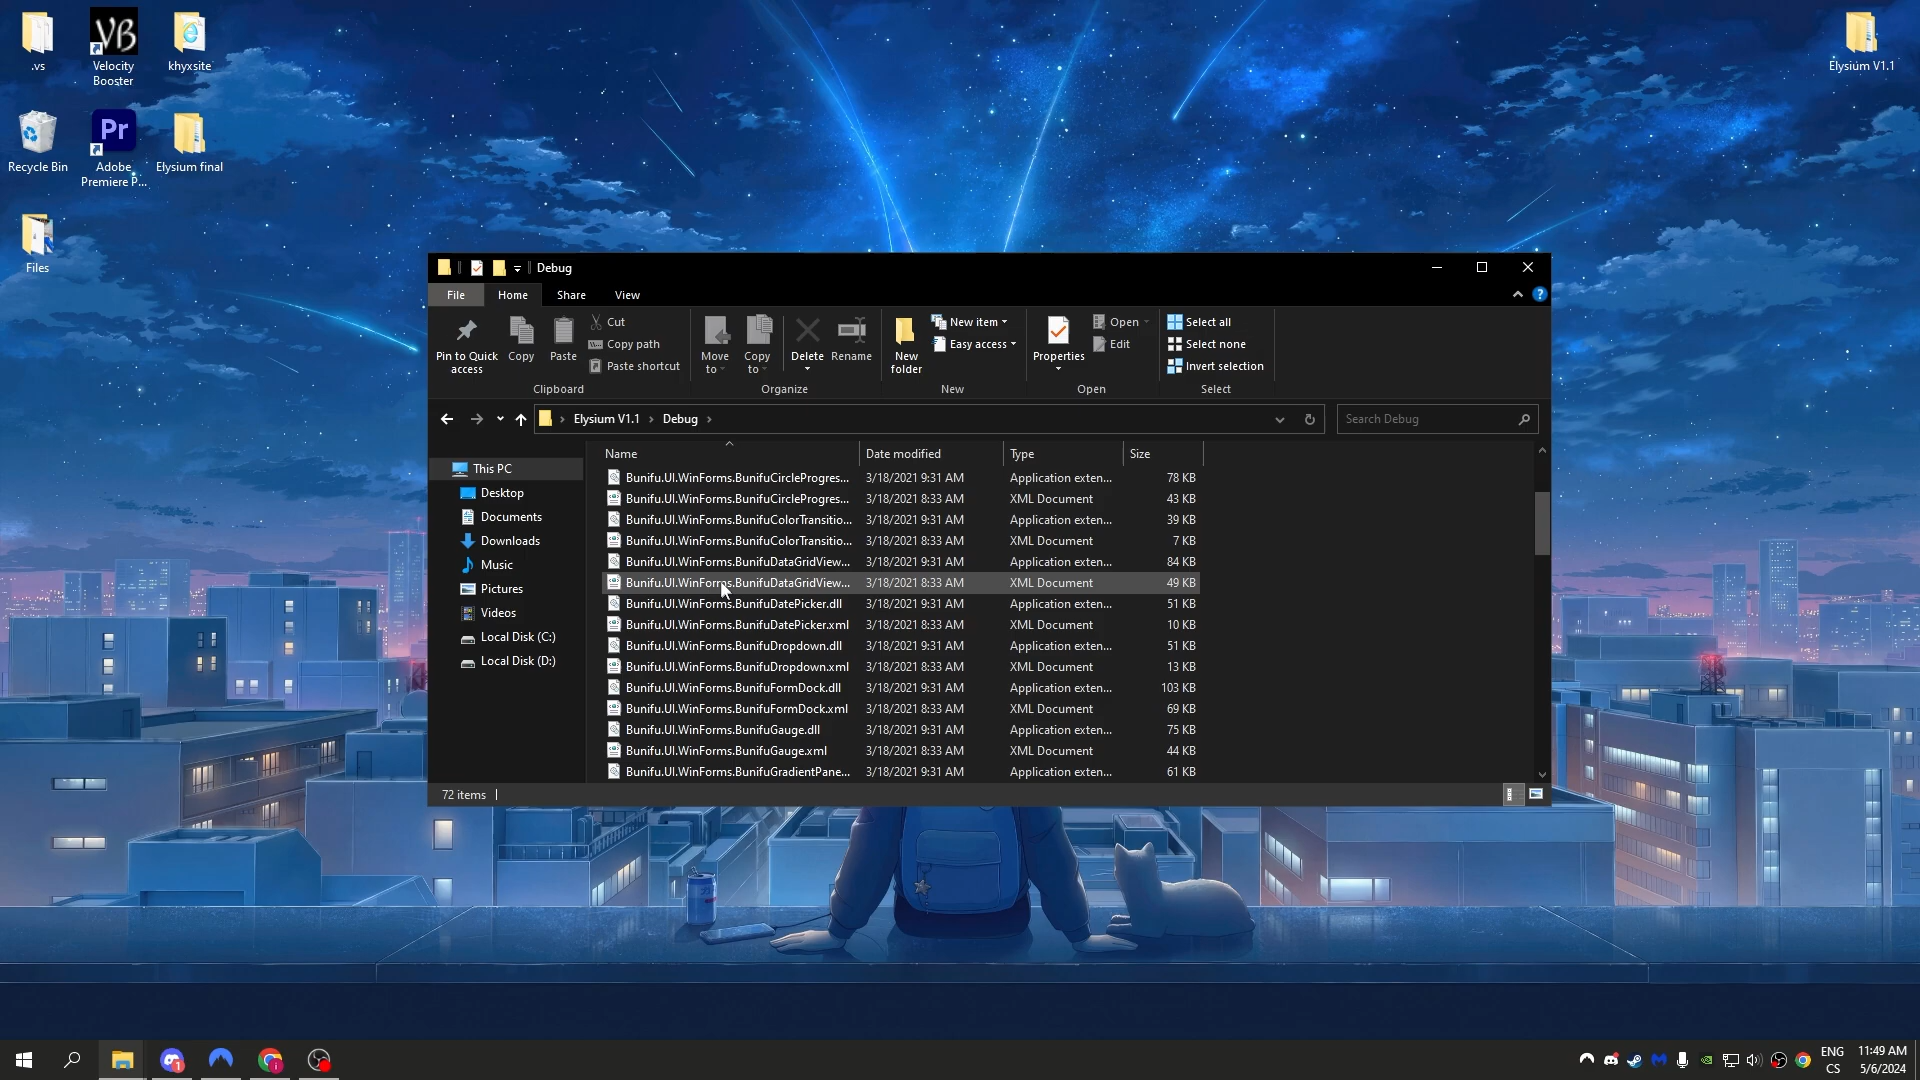 .vs
VB
Velocity
Booster
khyxsite
Recycle Bin
Pr
Adobe
Premiere P...
Elysium final
Files
Elysium V1.1
Debug
File
Home
Share
View
Pin to Quick
access
Copy
Paste
Cut
Copy path
Paste shortcut
Clipboard
Move
to
Copy
to
Delete
Rename
Organize
New
folder
New item
Easy access
New
Properties
Open
Edit
Open
Select all
Select none
Invert selection
Select
Elysium V1.1 > Debug >
Search Debug
This PC
Desktop
Documents
Downloads
Music
Pictures
Videos
Local Disk (C:)
Local Disk (D:)
Name Date modified Type Size
Bunifu.UI.WinForms.BunifuCircleProgres... 3/18/2021 9:31 AM Application exten... 78 KB
Bunifu.UI.WinForms.BunifuCircleProgres... 3/18/2021 8:33 AM XML Document 43 KB
Bunifu.UI.WinForms.BunifuColorTransitio... 3/18/2021 9:31 AM Application exten... 39 KB
Bunifu.UI.WinForms.BunifuColorTransitio... 3/18/2021 8:33 AM XML Document 7 KB
Bunifu.UI.WinForms.BunifuDataGridView... 3/18/2021 9:31 AM Application exten... 84 KB
Bunifu.UI.WinForms.BunifuDataGridView... 3/18/2021 8:33 AM XML Document 49 KB
Bunifu.UI.WinForms.BunifuDatePicker.dll 3/18/2021 9:31 AM Application exten... 51 KB
Bunifu.UI.WinForms.BunifuDatePicker.xml 3/18/2021 8:33 AM XML Document 10 KB
Bunifu.UI.WinForms.BunifuDropdown.dll 3/18/2021 9:31 AM Application exten... 51 KB
Bunifu.UI.WinForms.BunifuDropdown.xml 3/18/2021 8:33 AM XML Document 13 KB
Bunifu.UI.WinForms.BunifuFormDock.dll 3/18/2021 9:31 AM Application exten... 103 KB
Bunifu.UI.WinForms.BunifuFormDock.xml 3/18/2021 8:33 AM XML Document 69 KB
Bunifu.UI.WinForms.BunifuGauge.dll 3/18/2021 9:31 AM Application exten... 75 KB
Bunifu.UI.WinForms.BunifuGauge.xml 3/18/2021 8:33 AM XML Document 44 KB
Bunifu.UI.WinForms.BunifuGradientPane... 3/18/2021 9:31 AM Application exten... 61 KB
72 items
1
ENG
CS
11:49 AM
5/6/2024